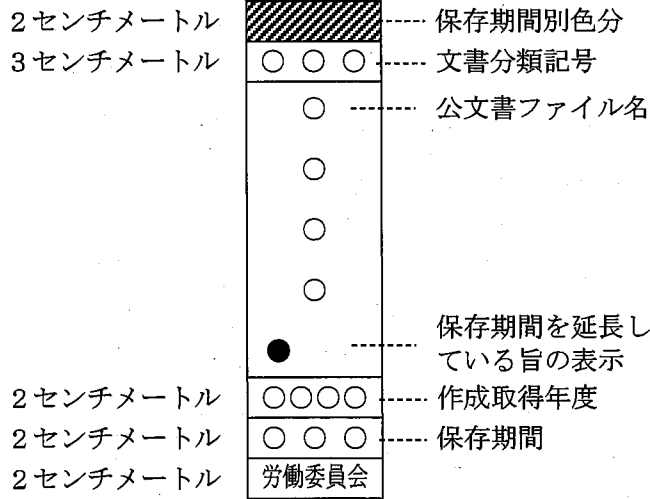 2センチメートル 保存期間別色分
3センチメートル ○ ○ ○ 文書分類記号
○ 公文書ファイル名
○
○
○
● 保存期間を延長し
ている旨の表示
2センチメートル ○○○○ 作成取得年度
2センチメートル ○ ○ ○ 保存期間
2センチメートル 労働委員会